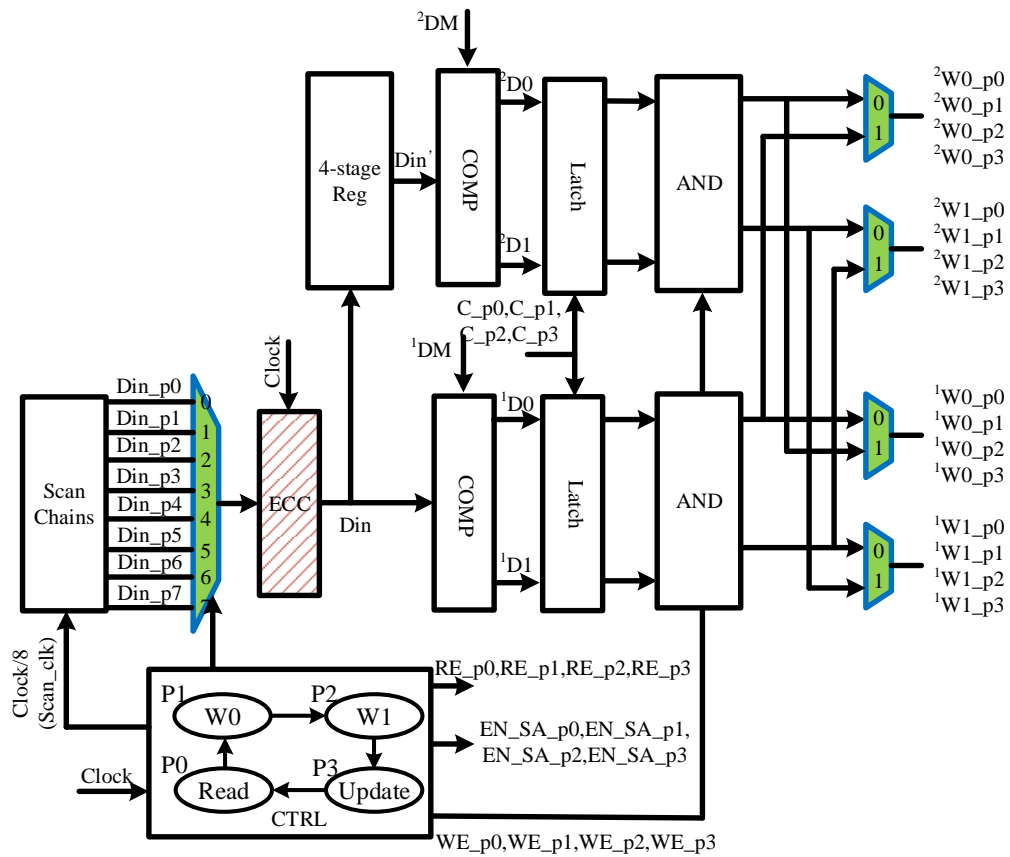 ²DM
²D0
²D1
4-stage
Reg
Din'
COMP
Latch
AND
0
1
²W0_p0
²W0_p1
²W0_p2
²W0_p3
0
1
²W1_p0
²W1_p1
²W1_p2
²W1_p3
C_p0,C_p1,
C_p2,C_p3
¹DM
Clock
Scan
Chains
Din_p0
Din_p1
Din_p2
Din_p3
Din_p4
Din_p5
Din_p6
Din_p7
0
1
2
3
4
5
6
7
ECC
Din
COMP
¹D0
¹D1
Latch
AND
0
1
¹W0_p0
¹W0_p1
¹W0_p2
¹W0_p3
0
1
¹W1_p0
¹W1_p1
¹W1_p2
¹W1_p3
Clock/8
(Scan_clk)
Clock
P1
W0
P2
W1
P0
Read
P3
Update
CTRL
RE_p0,RE_p1,RE_p2,RE_p3
EN_SA_p0,EN_SA_p1,
EN_SA_p2,EN_SA_p3
WE_p0,WE_p1,WE_p2,WE_p3